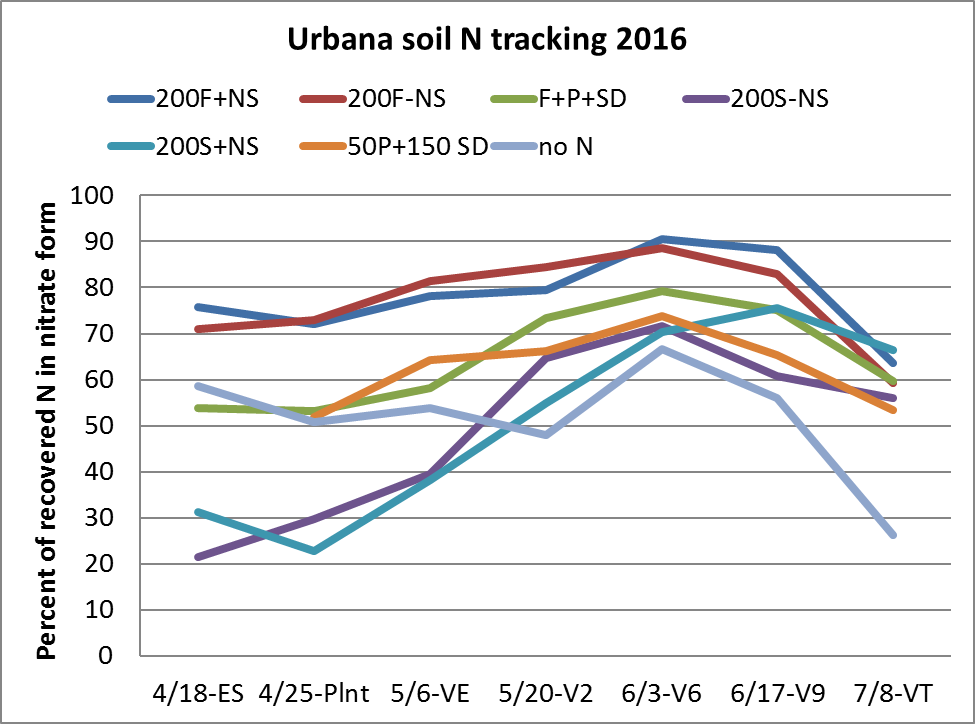 Urbana soil N tracking 2016
200F+NS 200F-NS F+P+SD 200S-NS
200S+NS 50P+150 SD no N
Percent of recovered N in nitrate form
100
90
80
70
60
50
40
30
20
10
0
4/18-ES 4/25-Plnt 5/6-VE 5/20-V2 6/3-V6 6/17-V9 7/8-VT